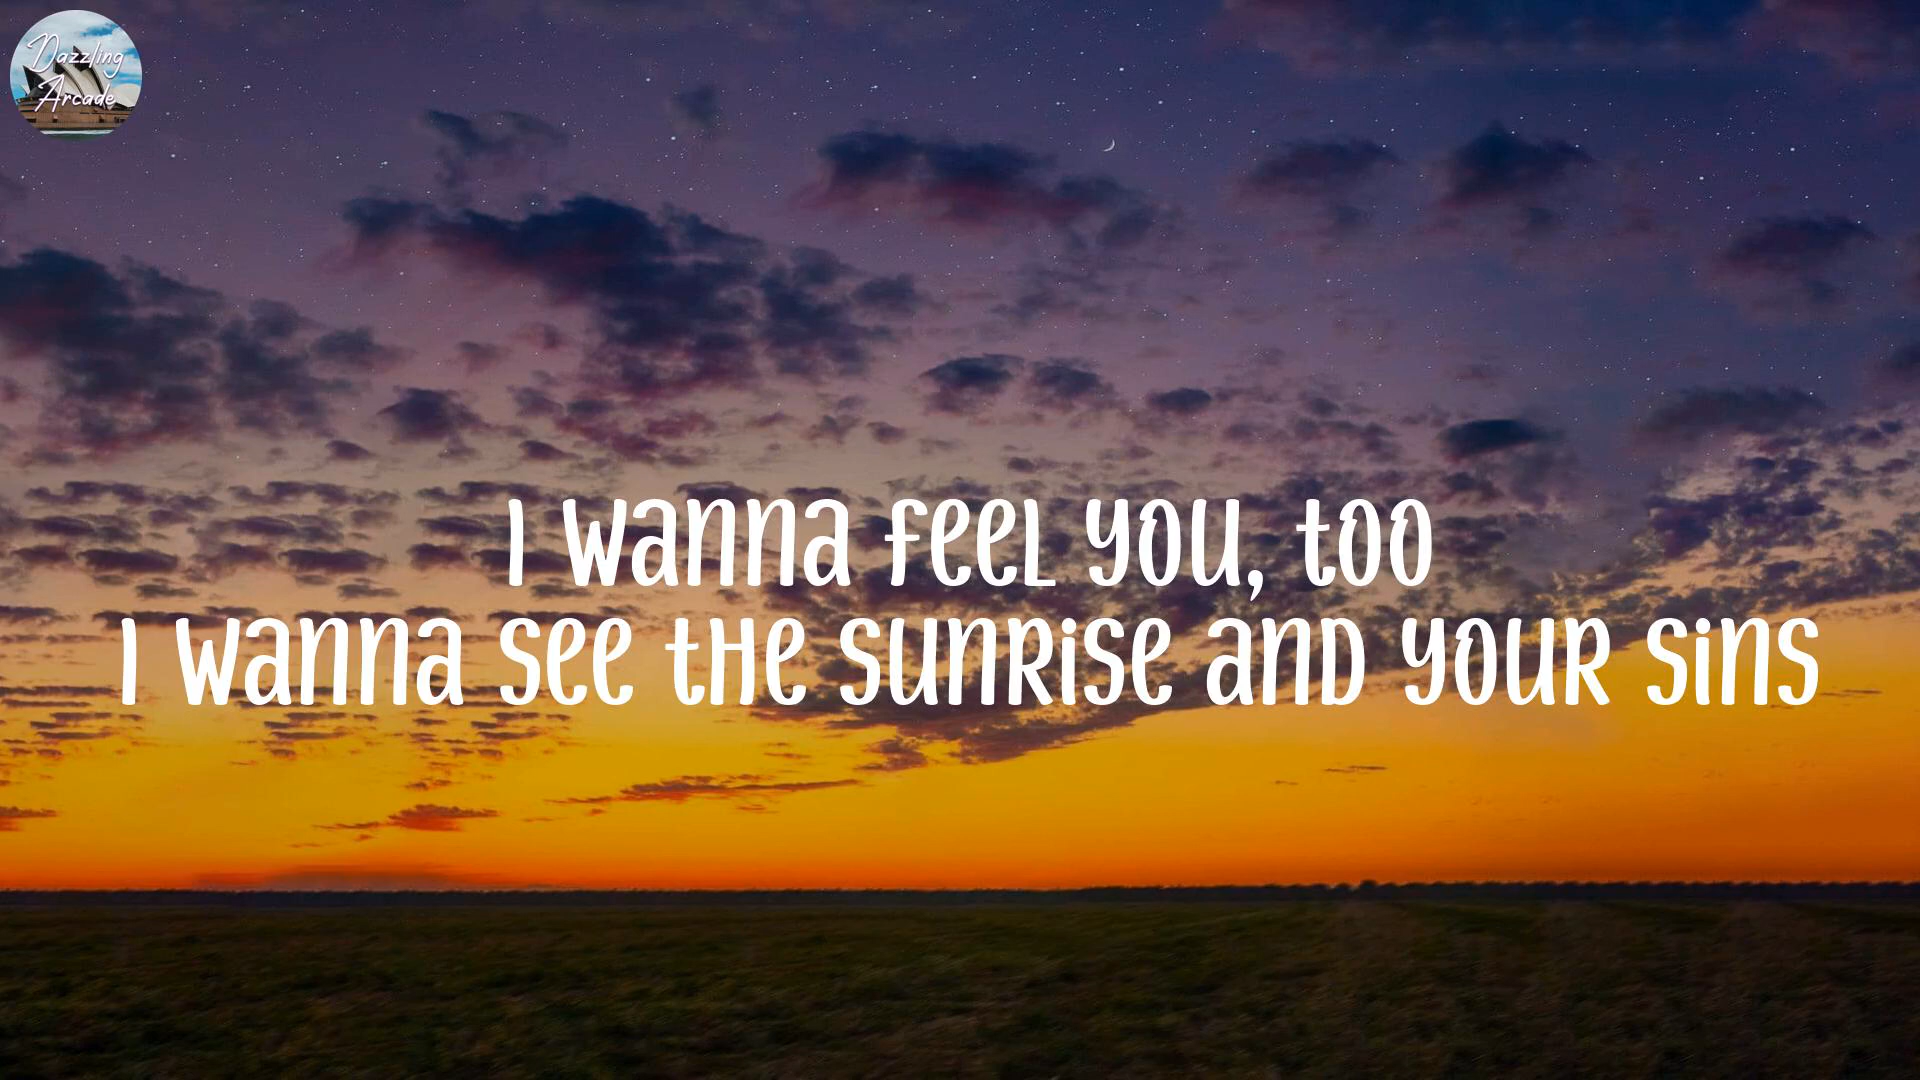 Dazzling
Arcade
I wanna feel you, too
I wanna see the sunrise and your sins